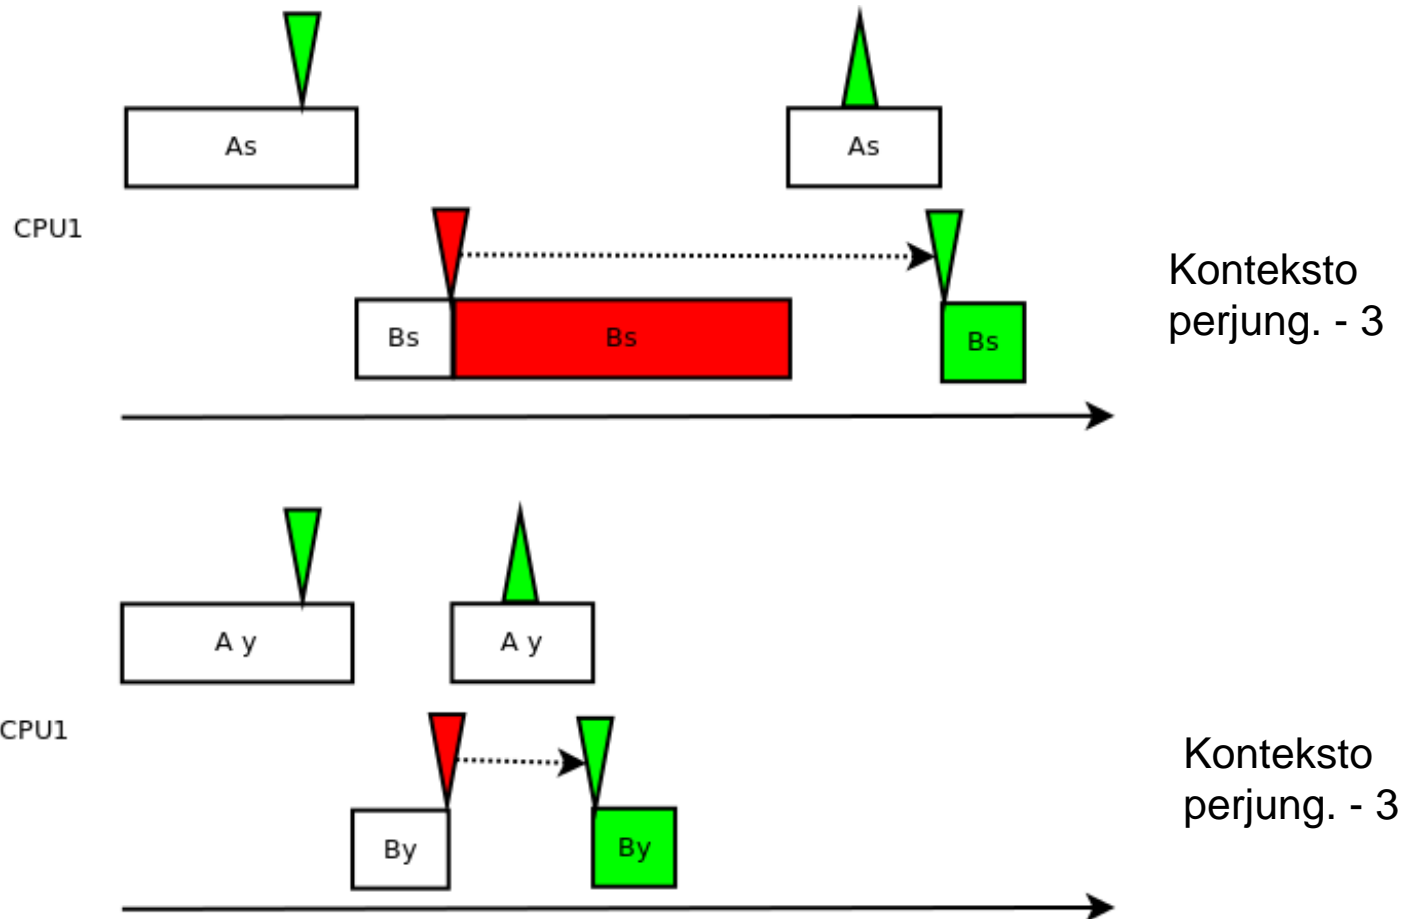 As
As
CPU1
Konteksto
perjung. - 3
Bs
Bs
Bs
A y
A y
CPU1
Konteksto
perjung. - 3
By
By